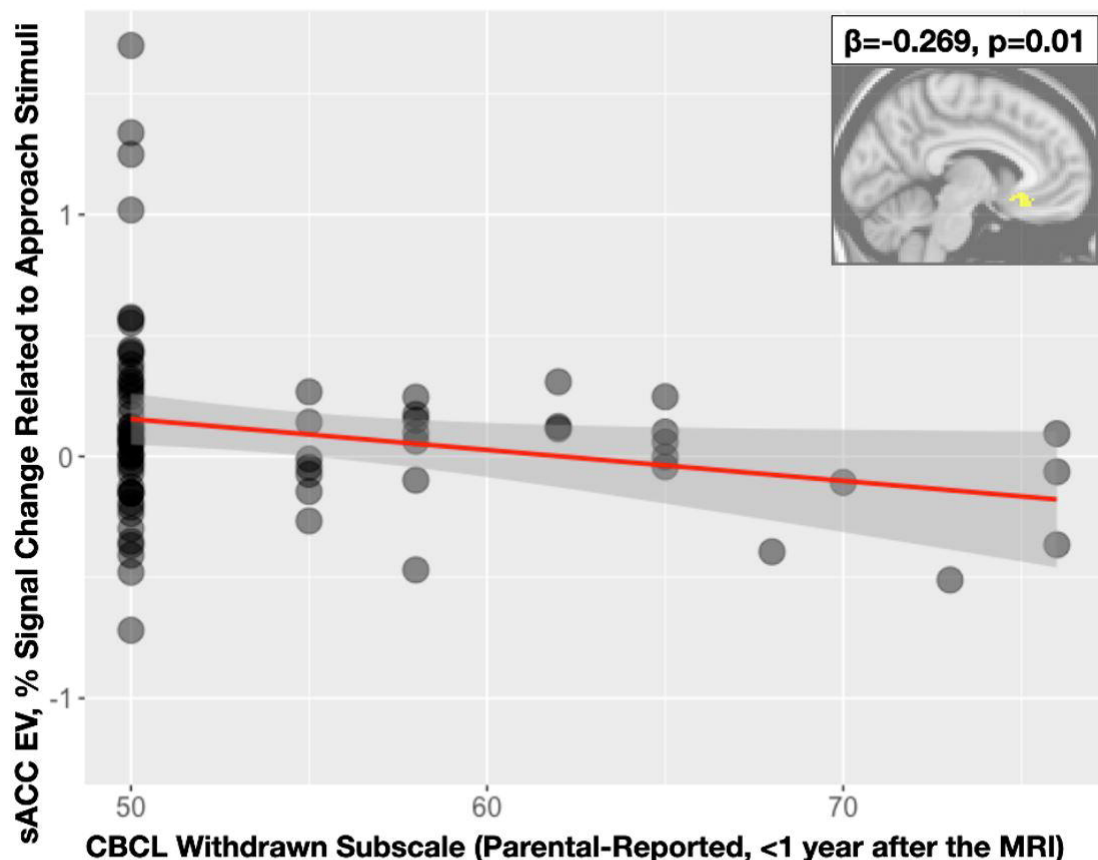 β=-0.269, p=0.01
sACC EV, % Signal Change Related to Approach Stimuli
1
0
-1
50
60
70
CBCL Withdrawn Subscale (Parental-Reported, <1 year after the MRI)